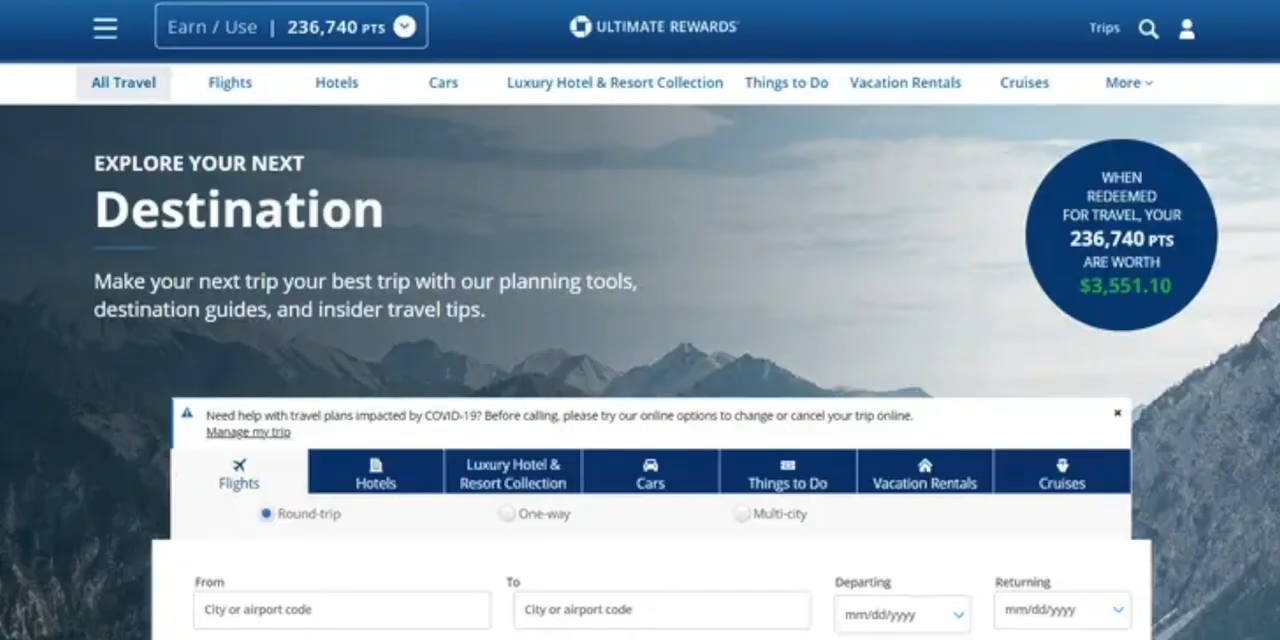 Earn / Use | 236,740 PTS
ULTIMATE REWARDS®
Trips
All Travel Flights Hotels Cars Luxury Hotel & Resort Collection Things to Do Vacation Rentals Cruises More
EXPLORE YOUR NEXT
Destination
Make your next trip your best trip with our planning tools,
destination guides, and insider travel tips.
WHEN
REDEEMED
FOR TRAVEL, YOUR
236,740 PTS
ARE WORTH
$3,551.10
Need help with travel plans impacted by COVID-19? Before calling, please try our online options to change or cancel your trip online.
Manage my trip
Flights
Hotels
Luxury Hotel &
Resort Collection
Cars
Things to Do
Vacation Rentals
Cruises
Round-trip One-way Multi-city
From To Departing Returning
City or airport code City or airport code mm/dd/yyyy mm/dd/yyyy